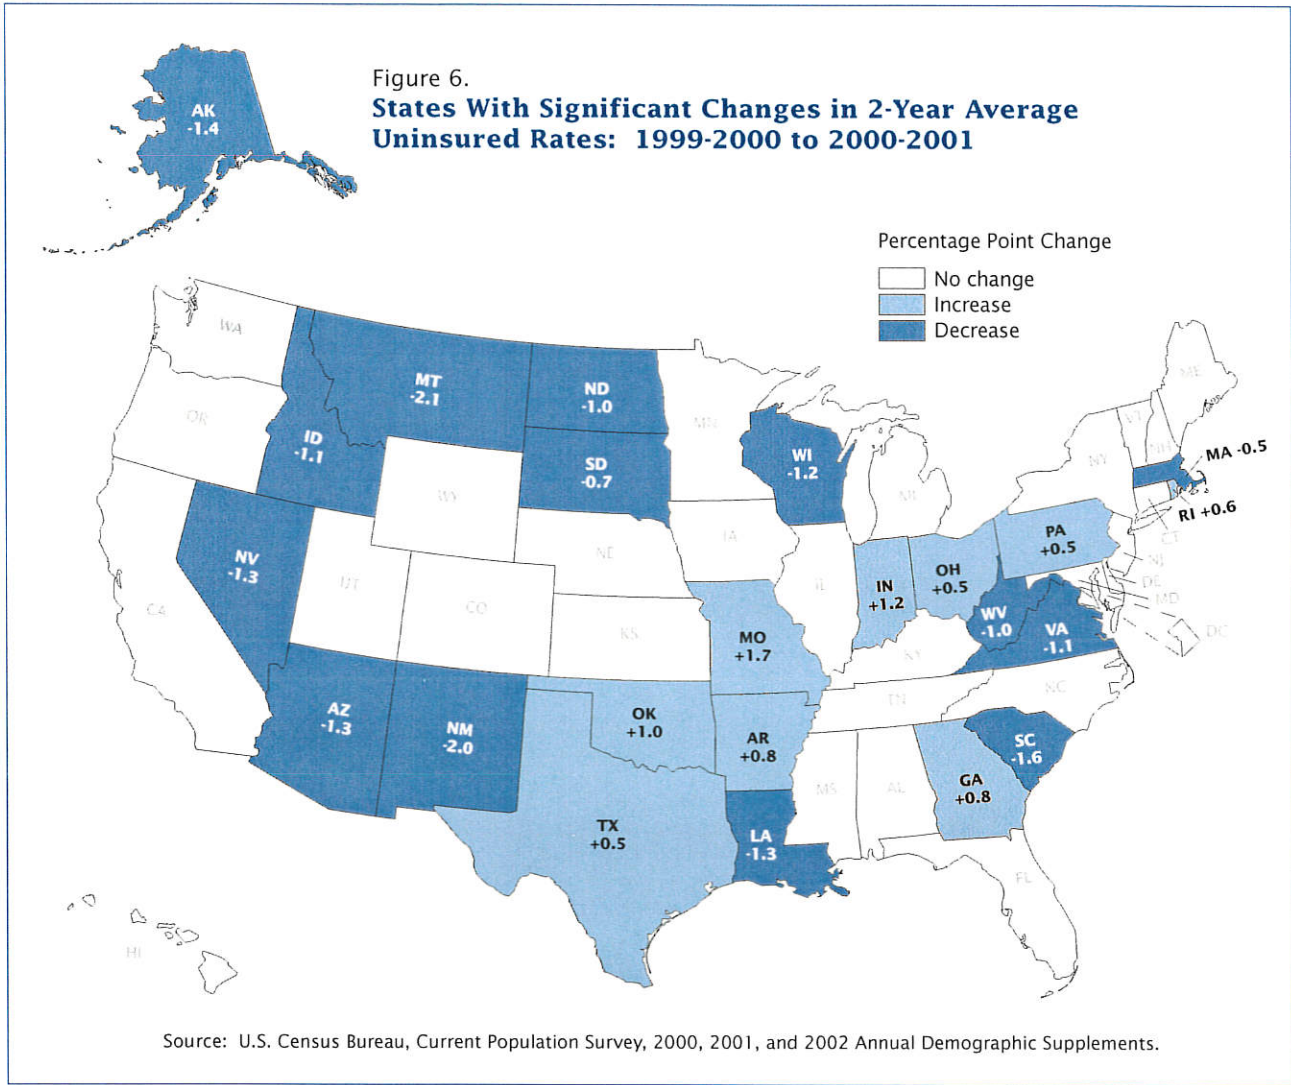 Figure 6.
States With Significant Changes in 2-Year Average
Uninsured Rates: 1999-2000 to 2000-2001
AK
-1.4
Percentage Point Change
No change
Increase
Decrease
WA
OR
ID
-1.1
MT
-2.1
ND
-1.0
SD
-0.7
MN
WI
-1.2
MI
ME
VT
NH
NY
MA -0.5
RI +0.6
CT
NJ
DE
MD
DC
WY
NV
-1.3
UT
CA
CO
NE
KS
IA
IL
IN
+1.2
OH
+0.5
PA
+0.5
WV
-1.0
VA
-1.1
KY
MO
+1.7
TN
NC
AZ
-1.3
NM
-2.0
OK
+1.0
AR
+0.8
SC
-1.6
GA
+0.8
MS
AL
TX
+0.5
LA
-1.3
FL
HI
Source: U.S. Census Bureau, Current Population Survey, 2000, 2001, and 2002 Annual Demographic Supplements.